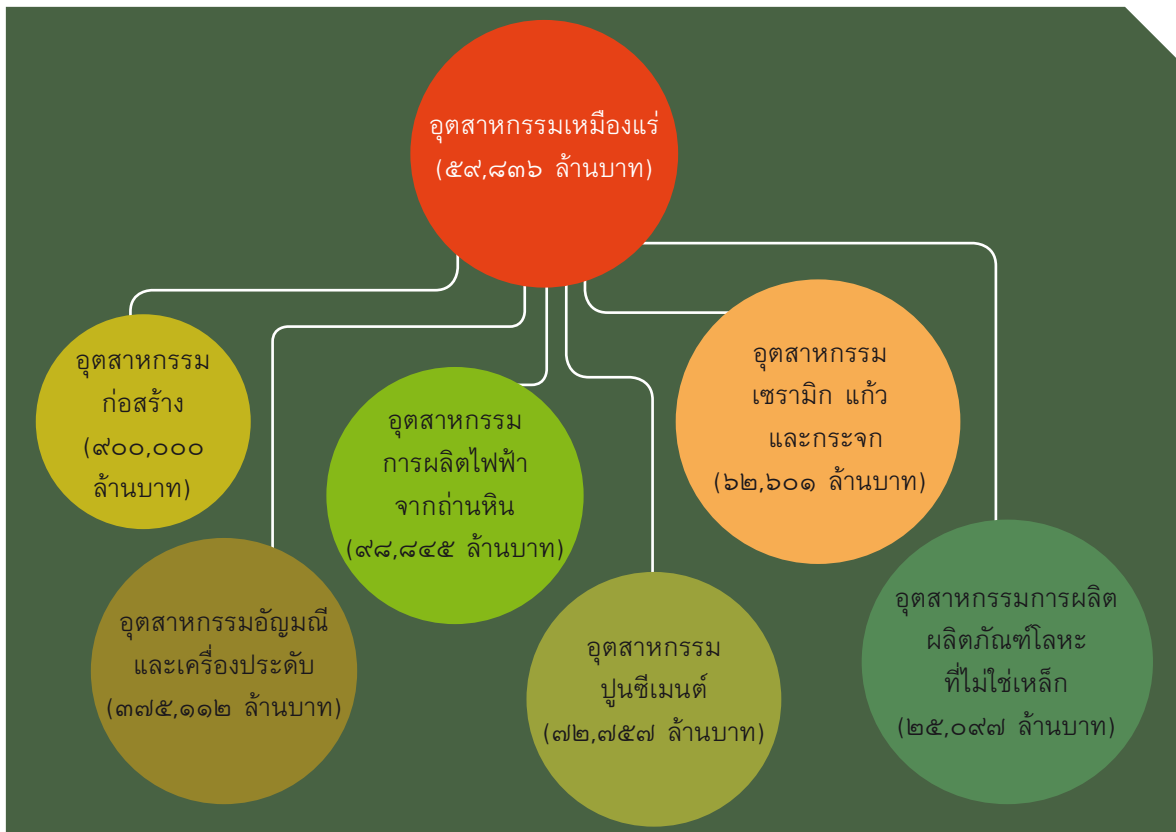 อุตสาหกรรมเหมืองแร่
(๕๙,๘๓๖ ล้านบาท)
อุตสาหกรรม
ก่อสร้าง
(๙๐๐,๐๐๐
ล้านบาท)
อุตสาหกรรม
การผลิตไฟฟ้า
จากถ่านหิน
(๙๘,๘๔๕ ล้านบาท)
อุตสาหกรรม
เซรามิก แก้ว
และกระจก
(๖๒,๖๐๑ ล้านบาท)
อุตสาหกรรมอัญมณี
และเครื่องประดับ
(๓๗๕,๑๑๒ ล้านบาท)
อุตสาหกรรม
ปูนซีเมนต์
(๗๒,๗๕๗ ล้านบาท)
อุตสาหกรรมการผลิต
ผลิตภัณฑ์โลหะ
ที่ไม่ใช่เหล็ก
(๒๕,๐๙๗ ล้านบาท)